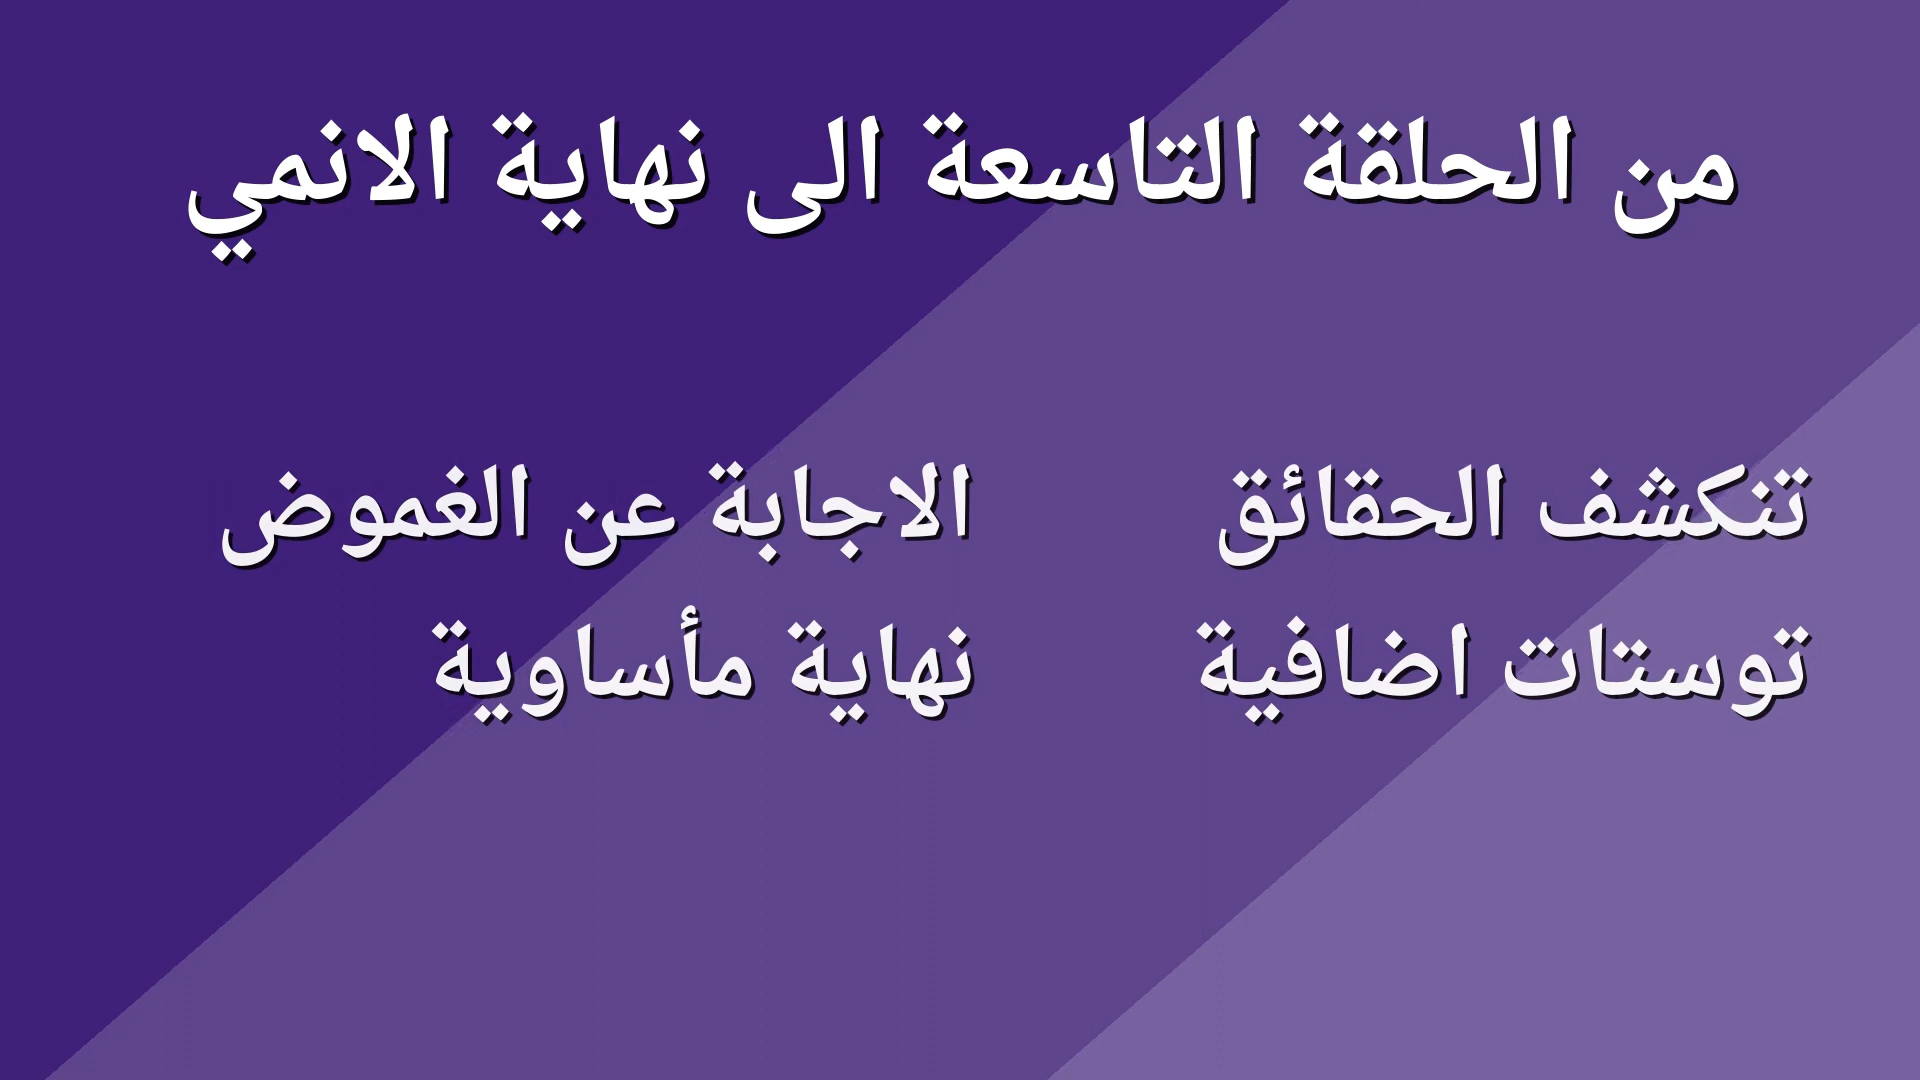 من الحلقة التاسعة الى نهاية الانمي
تنكشف الحقائق
الاجابة عن الغموض
توستات اضافية
نهاية مأساوية